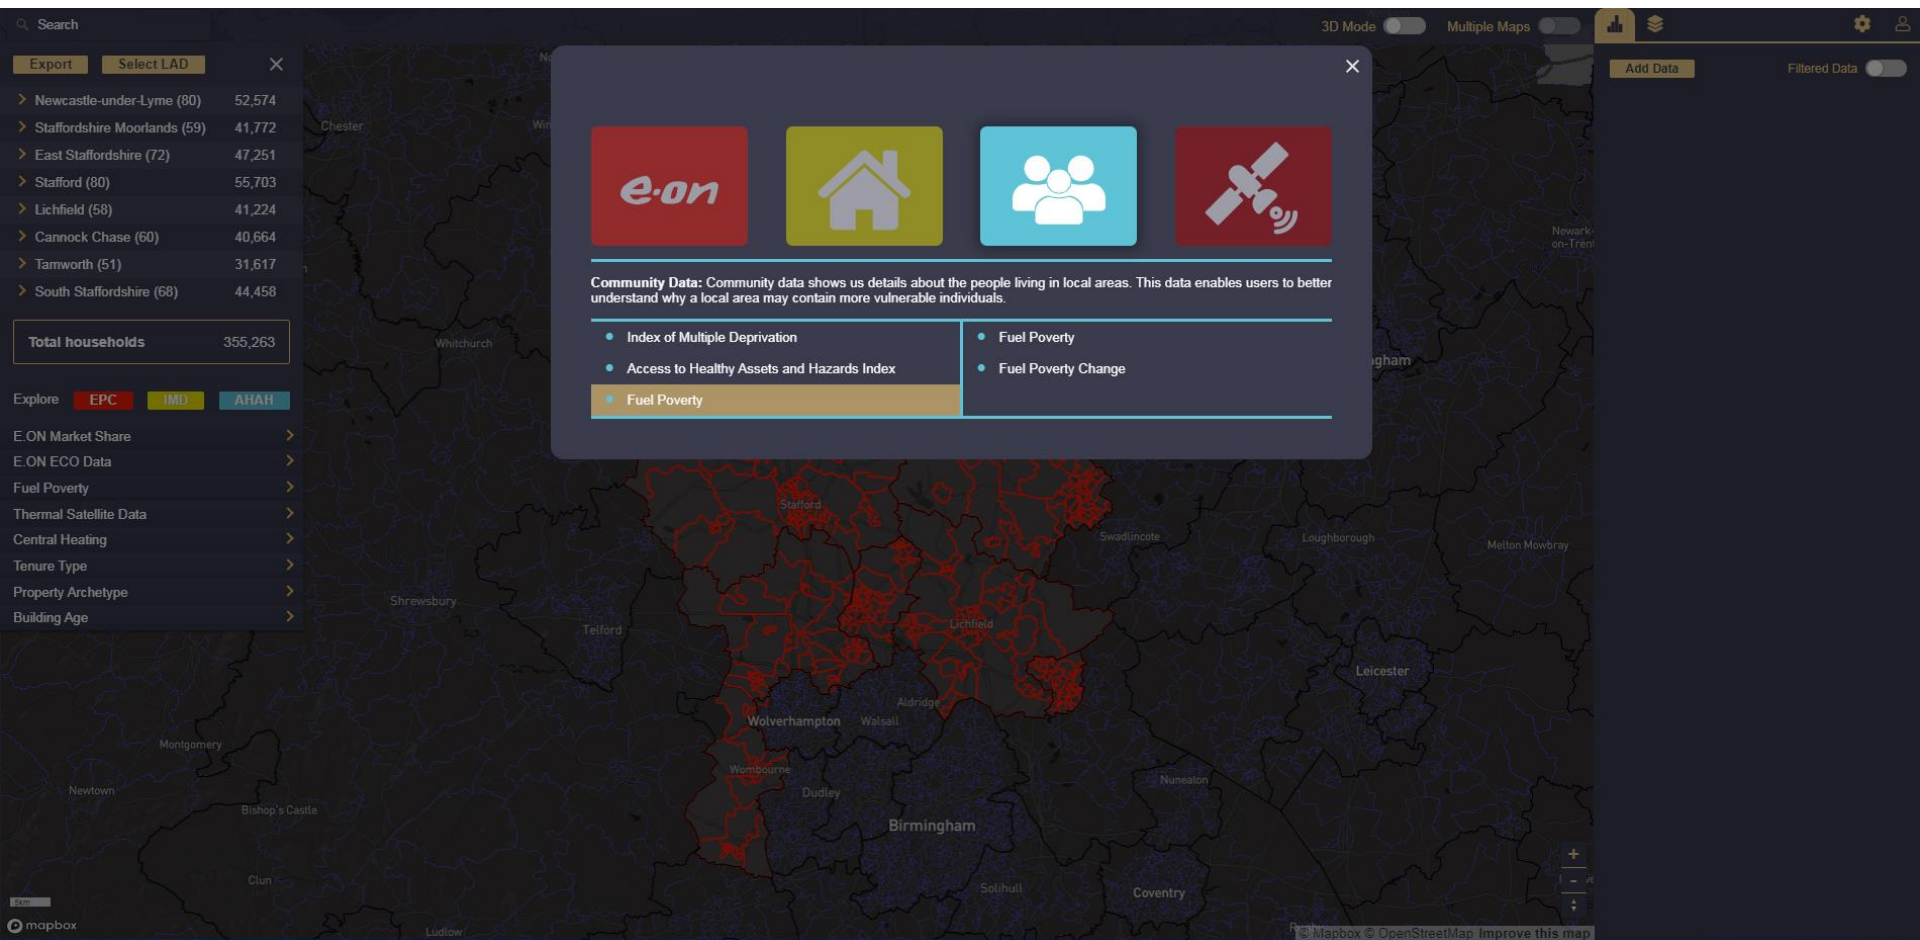 Search
3D Mode
Multiple Maps
Export
Select LAD
Add Data
Filtered Data
Newcastle-under-Lyme (80) 52,574
Staffordshire Moorlands (59) 41,772
East Staffordshire (72) 47,251
Stafford (80) 55,703
Lichfield (58) 41,224
Cannock Chase (60) 40,664
Tamworth (51) 31,617
South Staffordshire (68) 44,458
Total households 355,263
Explore EPC IMD AHAH
E.ON Market Share
E.ON ECO Data
Fuel Poverty
Thermal Satellite Data
Central Heating
Tenure Type
Property Archetype
Building Age
e·on
Community Data: Community data shows us details about the people living in local areas. This data enables users to better
understand why a local area may contain more vulnerable individuals.
Index of Multiple Deprivation
Access to Healthy Assets and Hazards Index
Fuel Poverty
Fuel Poverty
Fuel Poverty Change
Chester
Newark-
on-Trent
Whitchurch
Stafford
Swadlincote
Loughborough
Melton Mowbray
Shrewsbury
Telford
Lichfield
Leicester
Aldridge
Wolverhampton
Walsall
Montgomery
Wombourne
Nuneaton
Newtown
Dudley
Bishop's Castle
Birmingham
Clun
Solihull
Coventry
5km
mapbox
Ludlow
© Mapbox © OpenStreetMap Improve this map